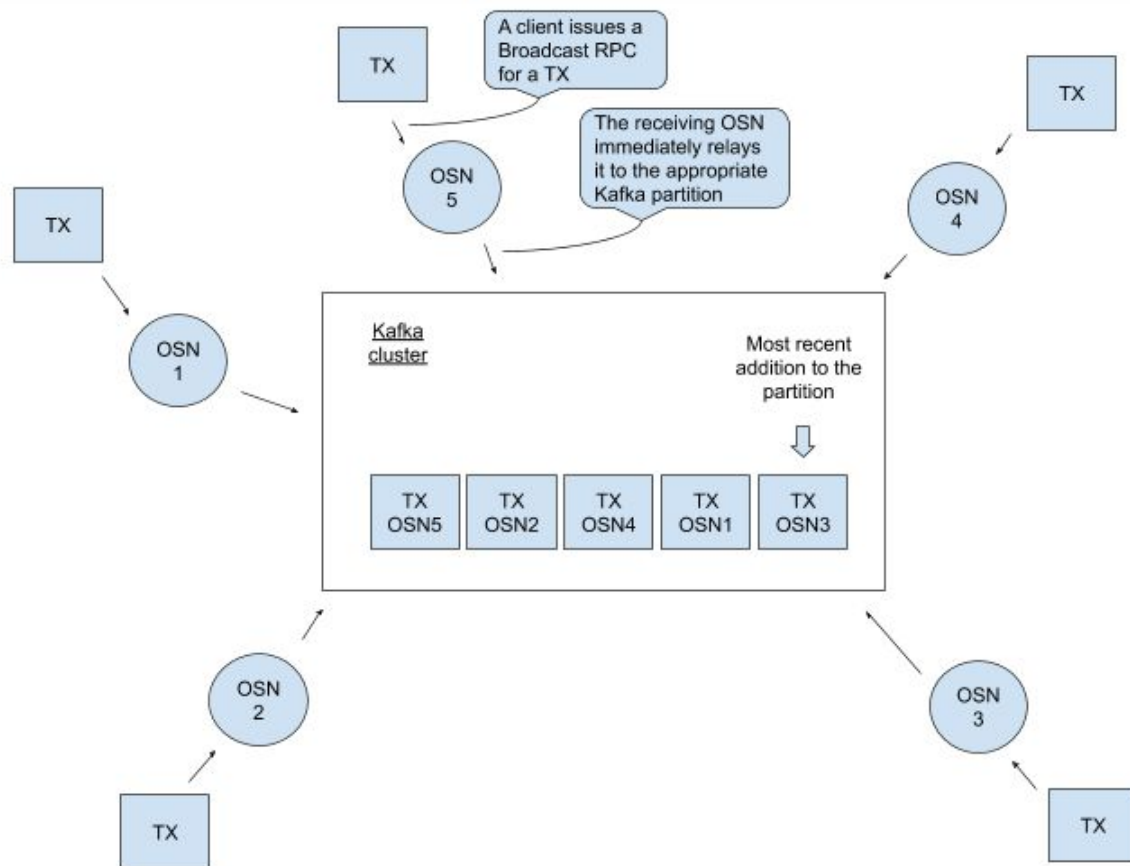 TX
A client issues a
Broadcast RPC
for a TX
TX
The receiving OSN
immediately relays
it to the appropriate
Kafka partition
OSN
5
OSN
4
TX
OSN
1
Kafka
cluster
Most recent
addition to the
partition
TX
OSN5
TX
OSN2
TX
OSN4
TX
OSN1
TX
OSN3
OSN
2
OSN
3
TX
TX